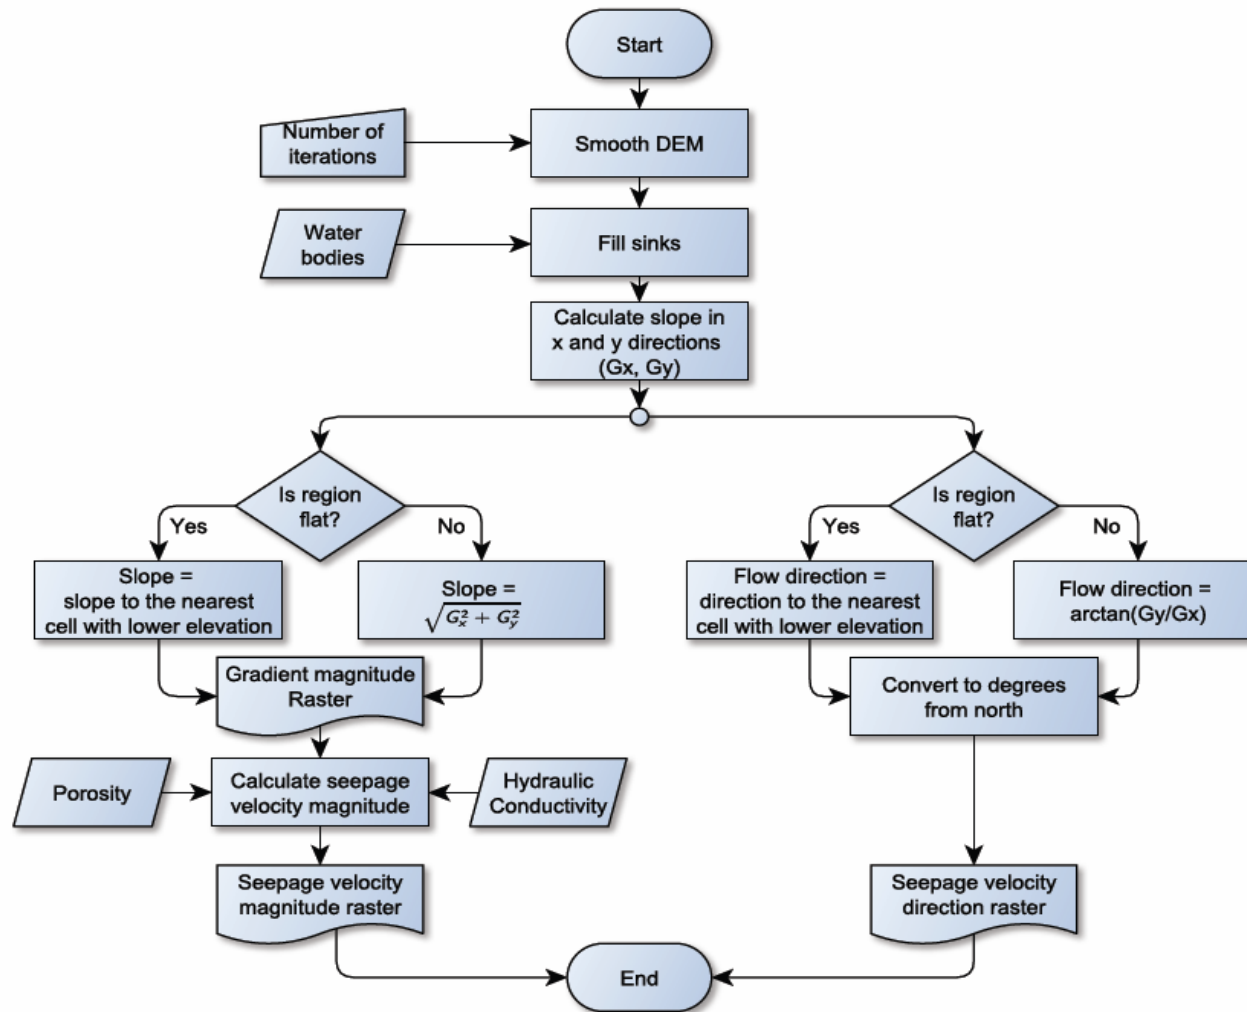 Start
Number of
iterations
Smooth DEM
Water
bodies
Fill sinks
Calculate slope in
x and y directions
(Gx, Gy)
Is region
flat?
Yes
No
Slope =
slope to the nearest
cell with lower elevation
Slope =
√(G_x^2 + G_y^2)
Gradient magnitude
Raster
Porosity
Calculate seepage
velocity magnitude
Hydraulic
Conductivity
Seepage velocity
magnitude raster
Is region
flat?
Yes
No
Flow direction =
direction to the nearest
cell with lower elevation
Flow direction =
arctan(Gy/Gx)
Convert to degrees
from north
Seepage velocity
direction raster
End